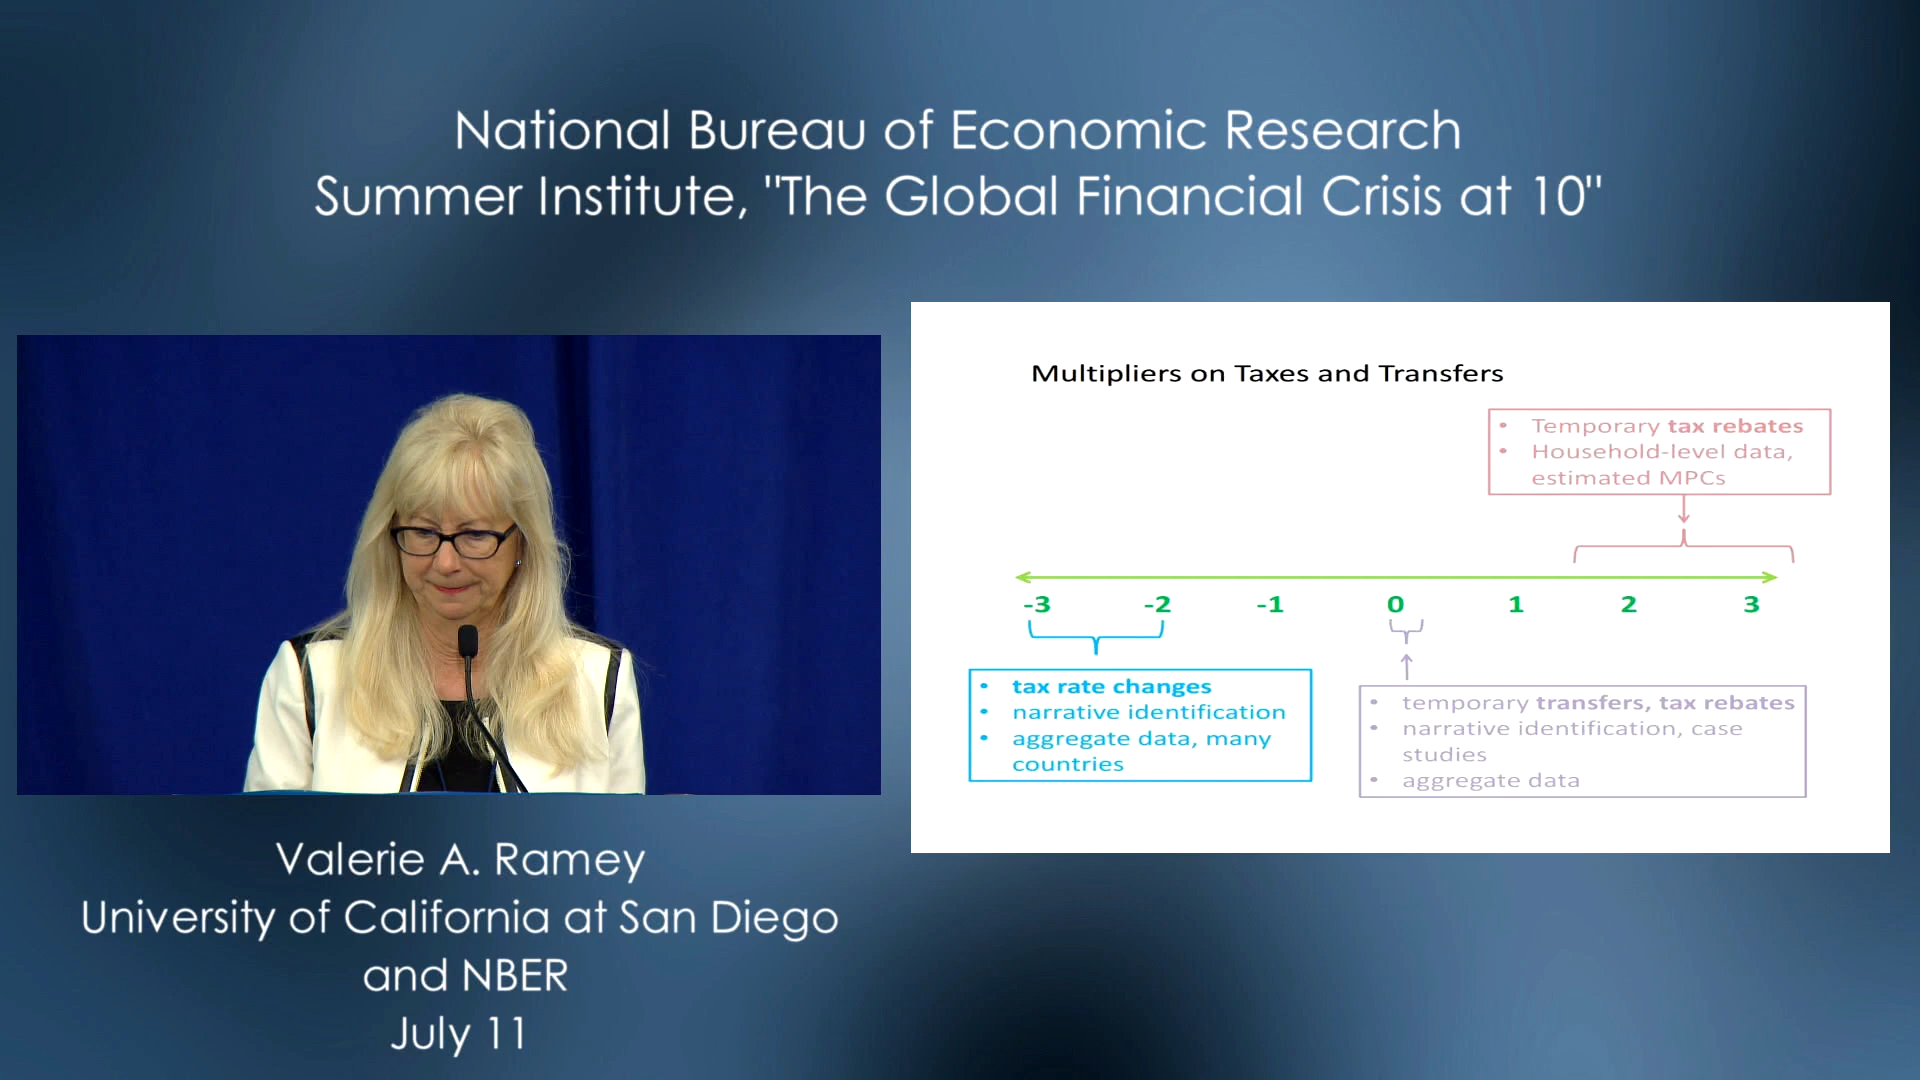 National Bureau of Economic Research
Summer Institute, "The Global Financial Crisis at 10"
Multipliers on Taxes and Transfers
• Temporary tax rebates
• Household-level data,
estimated MPCs
-3 -2 -1 0 1 2 3
• tax rate changes
• narrative identification
• aggregate data, many
countries
• temporary transfers, tax rebates
• narrative identification, case
studies
• aggregate data
Valerie A. Ramey
University of California at San Diego
and NBER
July 11